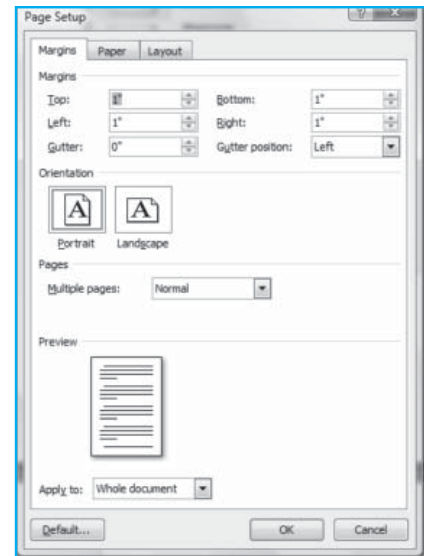 Page Setup
Margins Paper Layout
Margins
Top: 1" Bottom: 1"
Left: 1" Right: 1"
Gutter: 0" Gutter position: Left
Orientation
A A
Portrait Landscape
Pages
Multiple pages: Normal
Preview
Apply to: Whole document
Default... OK Cancel